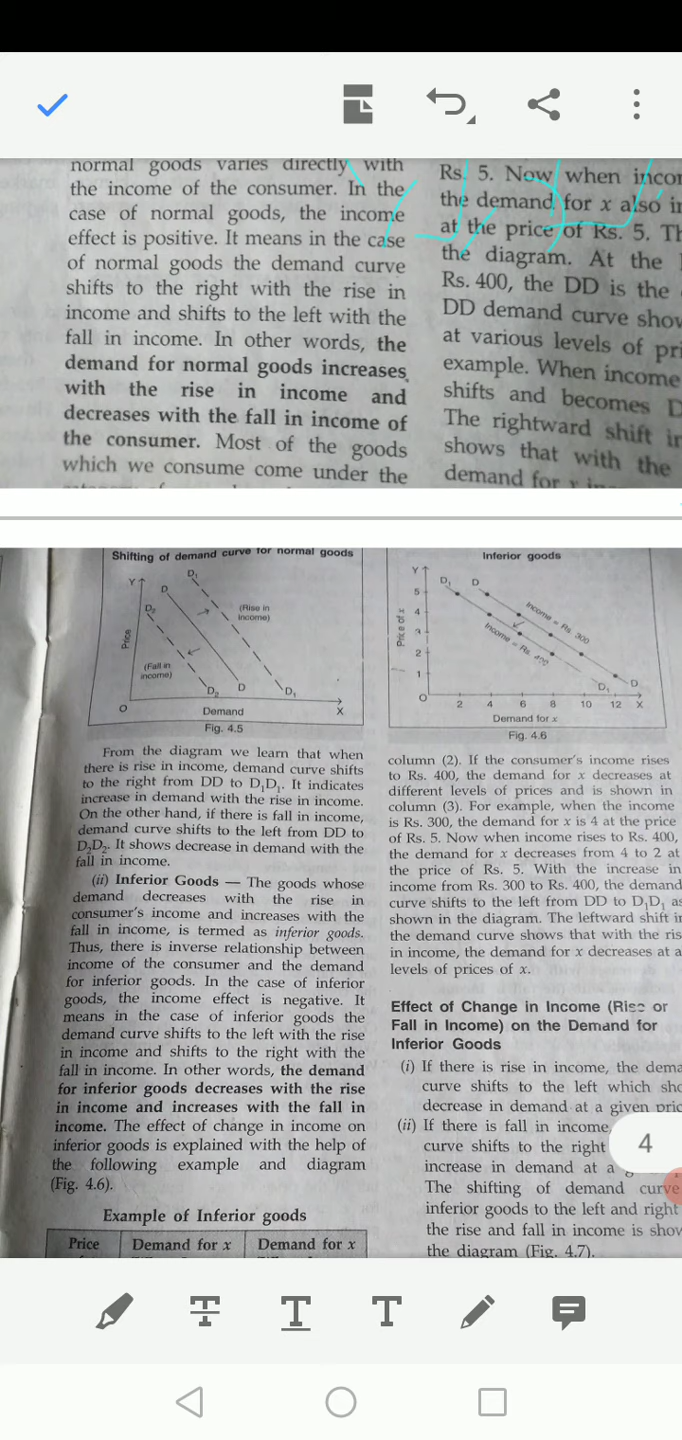 normal goods varies directly with
the income of the consumer. In the
case of normal goods, the income
effect is positive. It means in the case
of normal goods the demand curve
shifts to the right with the rise in
income and shifts to the left with the
fall in income. In other words, the
demand for normal goods increases
with the rise in income and
decreases with the fall in income of
the consumer. Most of the goods
which we consume come under the
Rs. 5. Now when
the demand for x also
at the price of Rs. 5.
the diagram. At the
Rs. 400, the DD is the
DD demand curve
at various levels of
example. When income
shifts and becomes
The rightward shift
shows that with the
demand for x
Shifting of demand curve for normal goods
Y
D₁
D
D₂
(Rise in
income)
Price
(Fall in
income)
D₂
D
D₁
O
Demand
X
Fig. 4.5
From the diagram we learn that when
there is rise in income, demand curve shifts
to the right from DD to D₁D₁. It indicates
increase in demand with the rise in income.
On the other hand, if there is fall in income,
demand curve shifts to the left from DD to
D₂D₂. It shows decrease in demand with the
fall in income.
(ii) Inferior Goods — The goods whose
demand decreases with the rise in
consumer's income and increases with the
fall in income, is termed as inferior goods.
Thus, there is inverse relationship between
income of the consumer and the demand
for inferior goods. In the case of inferior
goods, the income effect is negative. It
means in the case of inferior goods the
demand curve shifts to the left with the rise
in income and shifts to the right with the
fall in income. In other words, the demand
for inferior goods decreases with the rise
in income and increases with the fall in
income. The effect of change in income on
inferior goods is explained with the help of
the following example and diagram
(Fig. 4.6).
Example of Inferior goods
Price
Demand for x
Demand for x
Inferior goods
Y
D₁
D
5
4
3
2
1
Price of x
Income = Rs. 300
Income = Rs. 400
D₁
D
O
2
4
6
8
10
12
X
Demand for x
Fig. 4.6
column (2). If the consumer's income rises
to Rs. 400, the demand for x decreases at
different levels of prices and is shown in
column (3). For example, when the income
is Rs. 300, the demand for x is 4 at the price
of Rs. 5. Now when income rises to Rs. 400,
the demand for x decreases from 4 to 2 at
the price of Rs. 5. With the increase in
income from Rs. 300 to Rs. 400, the demand
curve shifts to the left from DD to D₁D₁ as
shown in the diagram. The leftward shift in
the demand curve shows that with the
in income, the demand for x decreases at
levels of prices of x.
Effect of Change in Income (Rise or
Fall in Income) on the Demand for
Inferior Goods
(i) If there is rise in income, the
curve shifts to the left which
decrease in demand at a given
(ii) If there is fall in income,
curve shifts to the right
increase in demand at a
The shifting of demand curve
inferior goods to the left and right
the rise and fall in income is
the diagram (Fig. 4.7).
4
T
T
T